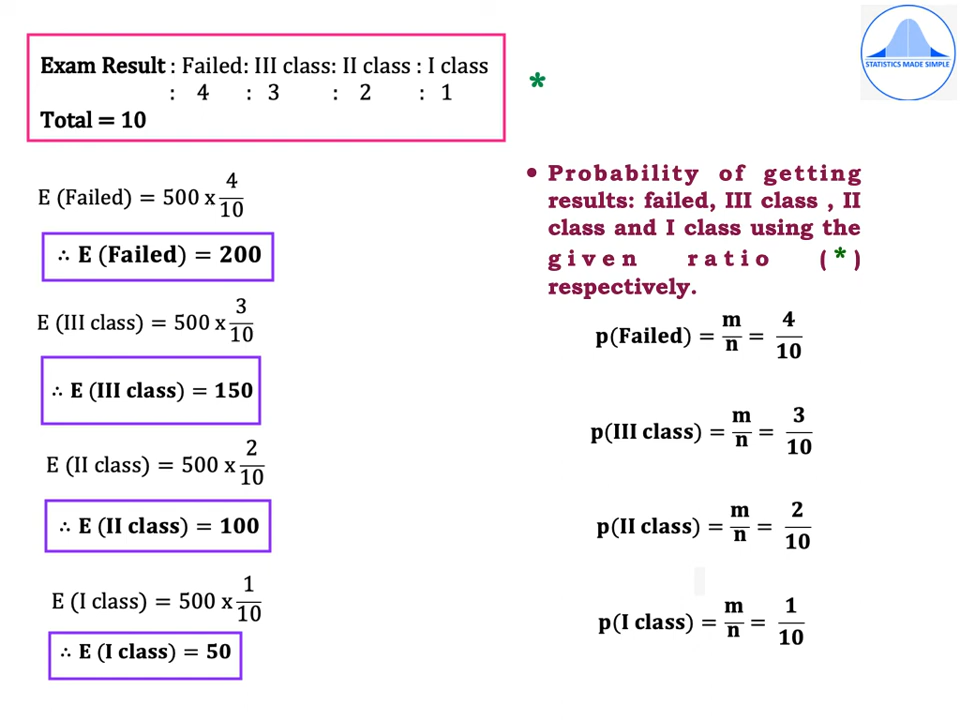 Exam Result : Failed: III class: II class : I class
: 4 : 3 : 2 : 1
Total = 10
*
STATISTICS MADE SIMPLE
E (Failed) = 500 x 4/10
∴ E (Failed) = 200
E (III class) = 500 x 3/10
∴ E (III class) = 150
E (II class) = 500 x 2/10
∴ E (II class) = 100
E (I class) = 500 x 1/10
∴ E (I class) = 50
• Probability of getting
results: failed, III class , II
class and I class using the
given ratio (*)
respectively.
p(Failed) = m/n = 4/10
p(III class) = m/n = 3/10
p(II class) = m/n = 2/10
p(I class) = m/n = 1/10